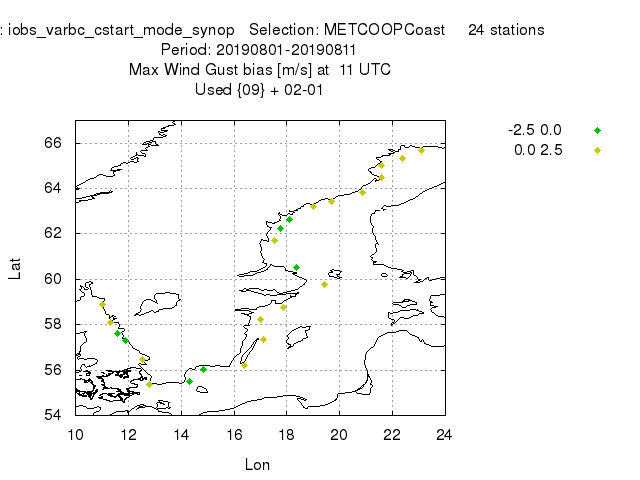 : iobs_varbc_cstart_mode_synop Selection: METCOOPCoast 24 stations
Period: 20190801-20190811
Max Wind Gust bias [m/s] at 11 UTC
Used {09} + 02-01
-2.5 0.0
0.0 2.5
66
64
62
60
58
56
54
Lat
10 12 14 16 18 20 22 24
Lon